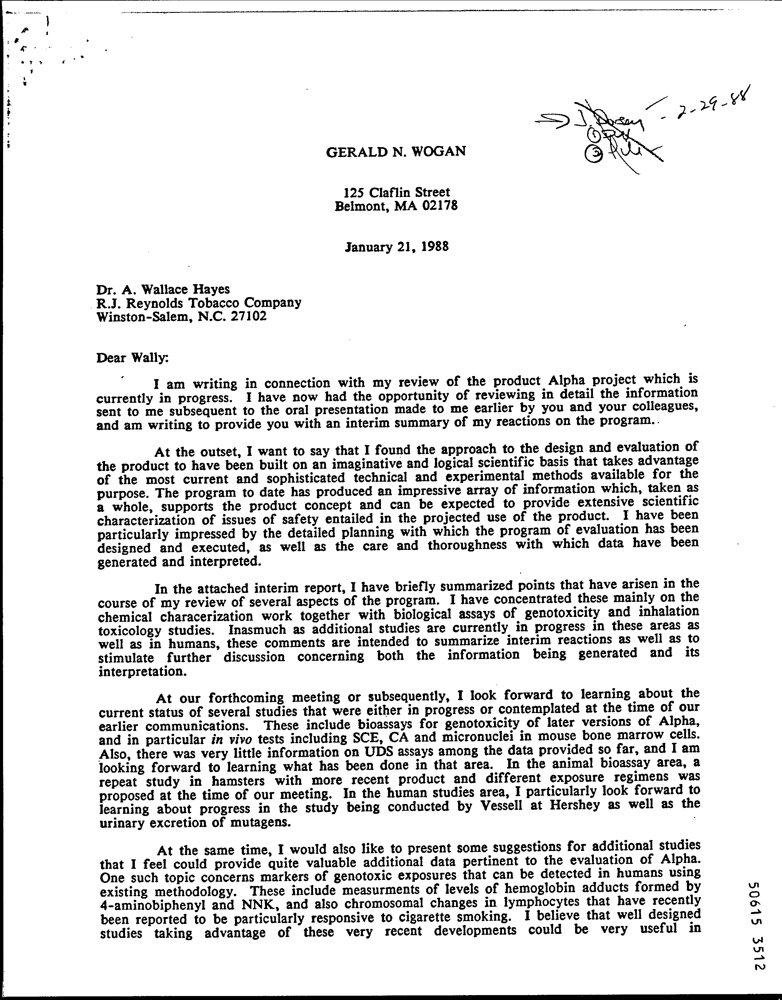 → J. Dorsey - 2-29-88
①
② File
GERALD N. WOGAN
125 Claflin Street
Belmont, MA 02178
January 21, 1988
Dr. A. Wallace Hayes
R.J. Reynolds Tobacco Company
Winston-Salem, N.C. 27102
Dear Wally:
I am writing in connection with my review of the product Alpha project which is
currently in progress. I have now had the opportunity of reviewing in detail the information
sent to me subsequent to the oral presentation made to me earlier by you and your colleagues,
and am writing to provide you with an interim summary of my reactions on the program..
At the outset, I want to say that I found the approach to the design and evaluation of
the product to have been built on an imaginative and logical scientific basis that takes advantage
of the most current and sophisticated technical and experimental methods available for the
purpose. The program to date has produced an impressive array of information which, taken as
a whole, supports the product concept and can be expected to provide extensive scientific
characterization of issues of safety entailed in the projected use of the product. I have been
particularly impressed by the detailed planning with which the program of evaluation has been
designed and executed, as well as the care and thoroughness with which data have been
generated and interpreted.
In the attached interim report, I have briefly summarized points that have arisen in the
course of my review of several aspects of the program. I have concentrated these mainly on the
chemical characerization work together with biological assays of genotoxicity and inhalation
toxicology studies. Inasmuch as additional studies are currently in progress in these areas as
well as in humans, these comments are intended to summarize interim reactions as well as to
stimulate further discussion concerning both the information being generated and its
interpretation.
At our forthcoming meeting or subsequently, I look forward to learning about the
current status of several studies that were either in progress or contemplated at the time of our
earlier communications. These include bioassays for genotoxicity of later versions of Alpha,
and in particular in vivo tests including SCE, CA and micronuclei in mouse bone marrow cells.
Also, there was very little information on UDS assays among the data provided so far, and I am
looking forward to learning what has been done in that area. In the animal bioassay area, a
repeat study in hamsters with more recent product and different exposure regimens was
proposed at the time of our meeting. In the human studies area, I particularly look forward to
learning about progress in the study being conducted by Vessell at Hershey as well as the
urinary excretion of mutagens.
At the same time, I would also like to present some suggestions for additional studies
that I feel could provide quite valuable additional data pertinent to the evaluation of Alpha.
One such topic concerns markers of genotoxic exposures that can be detected in humans using
existing methodology. These include measurments of levels of hemoglobin adducts formed by
4-aminobiphenyl and NNK, and also chromosomal changes in lymphocytes that have recently
been reported to be particularly responsive to cigarette smoking. I believe that well designed
studies taking advantage of these very recent developments could be very useful in
50615 3512